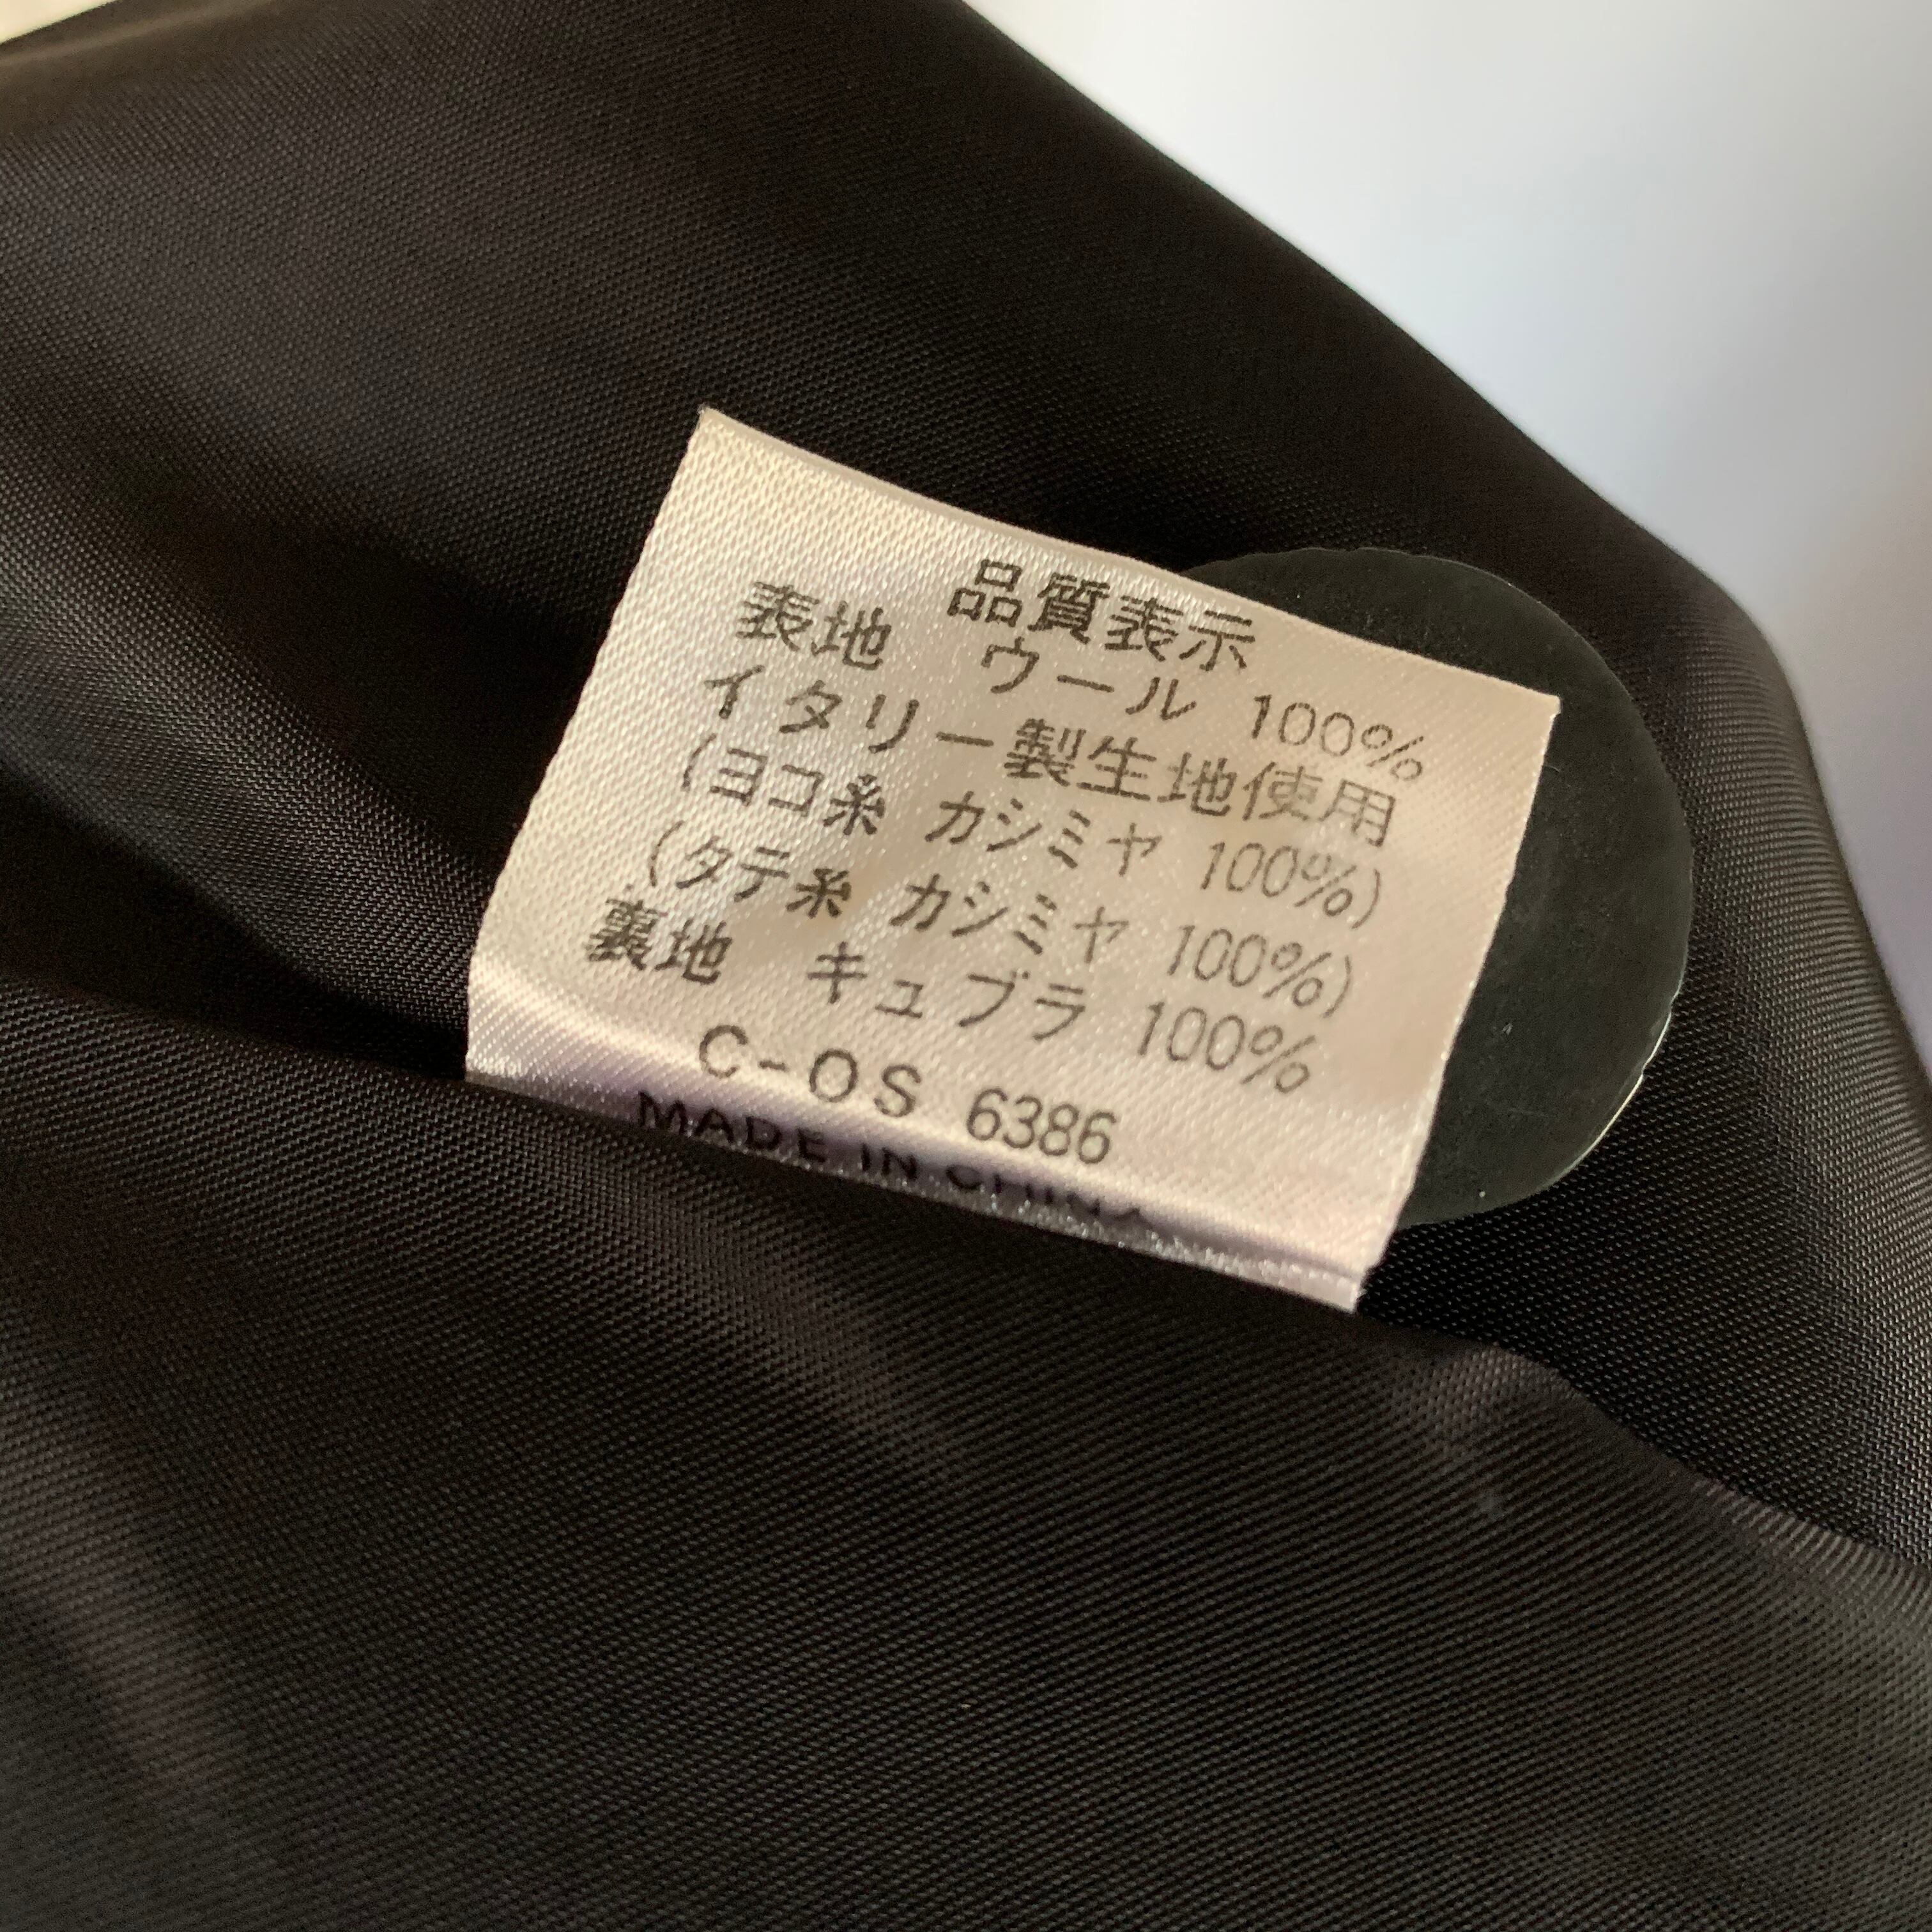 品質表示
表地 ウール 100%
イタリー製生地使用
(ヨコ糸 カシミヤ 100%)
(タテ糸 カシミヤ 100%)
裏地 キュプラ 100%
C-OS 6386
MADE IN CHINA